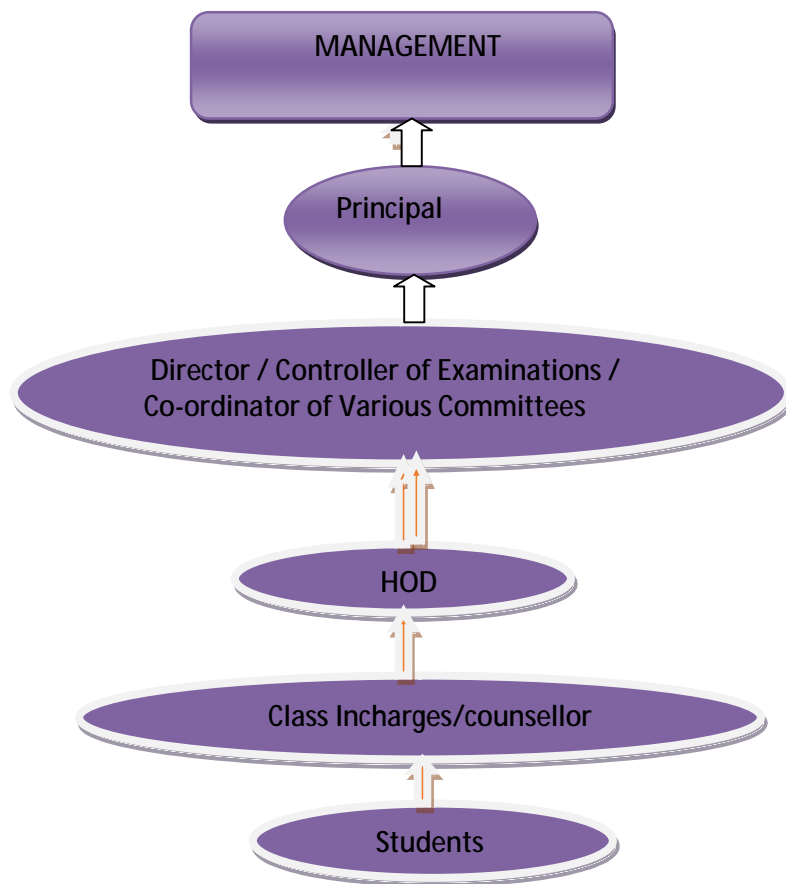 MANAGEMENT
Principal
Director / Controller of Examinations /
Co-ordinator of Various Committees
HOD
Class Incharges/counsellor
Students